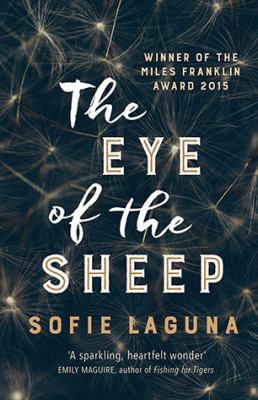 WINNER OF THE
MILES FRANKLIN
AWARD 2015
The
EYE
of the
SHEEP
SOFIE LAGUNA
'A sparkling, heartfelt wonder'
EMILY MAGUIRE, author of Fishing for Tigers